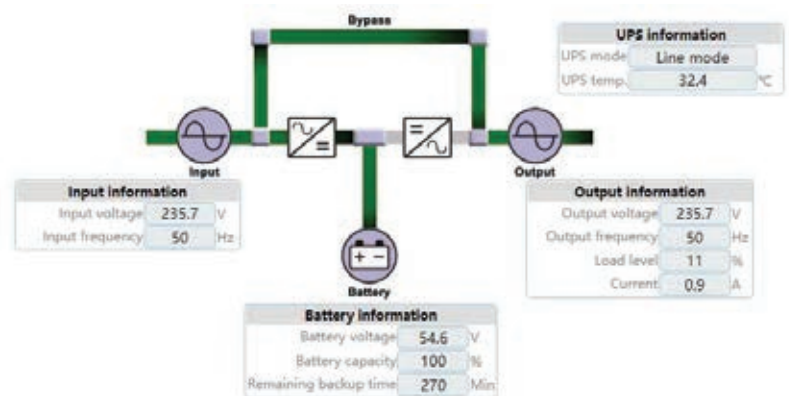 Bypass
UPS information
UPS mode Line mode
UPS temp. 32.4 °C
Input
Output
Input information
Input voltage 235.7 V
Input frequency 50 Hz
Output information
Output voltage 235.7 V
Output frequency 50 Hz
Load level 11 %
Current 0.9 A
Battery
Battery information
Battery voltage 54.6 V
Battery capacity 100 %
Remaining backup time 270 Min